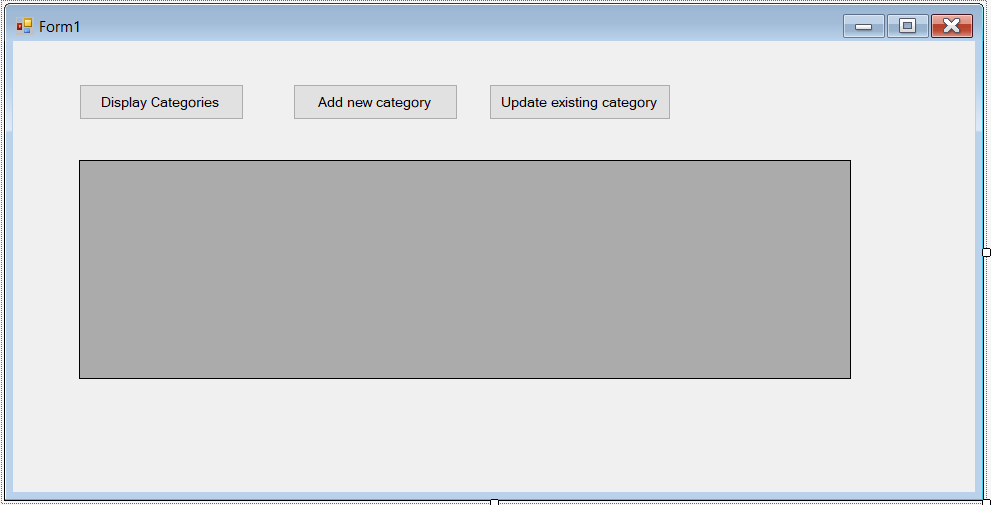 Form1
Display Categories
Add new category
Update existing category